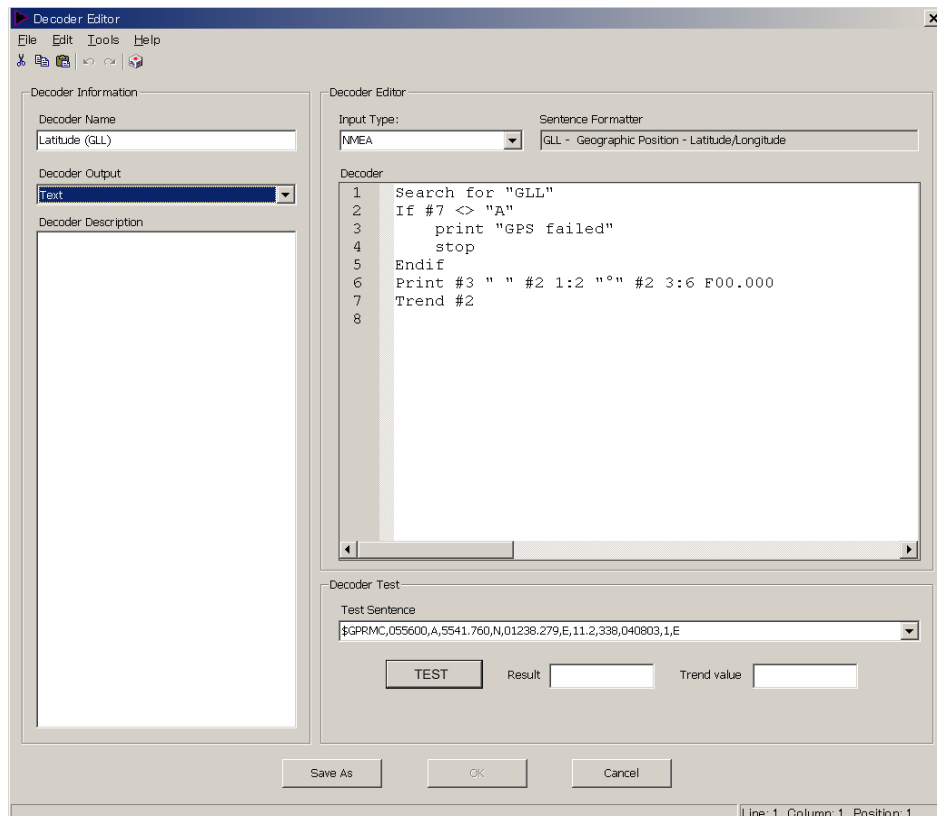 Decoder Editor
File Edit Tools Help
Decoder Information
Decoder Name
Latitude (GLL)
Decoder Output
Text
Decoder Description
Decoder Editor
Input Type:
Sentence Formatter
NMEA
GLL - Geographic Position - Latitude/Longitude
Decoder
1 Search for "GLL"
2 If #7 <> "A"
3 print "GPS failed"
4 stop
5 Endif
6 Print #3 " " #2 1:2 "°" #2 3:6 F00.000
7 Trend #2
8
Decoder Test
Test Sentence
$GPRMC,055600,A,5541.760,N,01238.279,E,11.2,338,040803,1,E
TEST Result Trend value
Save As OK Cancel
Line: 1 Column: 1 Position: 1